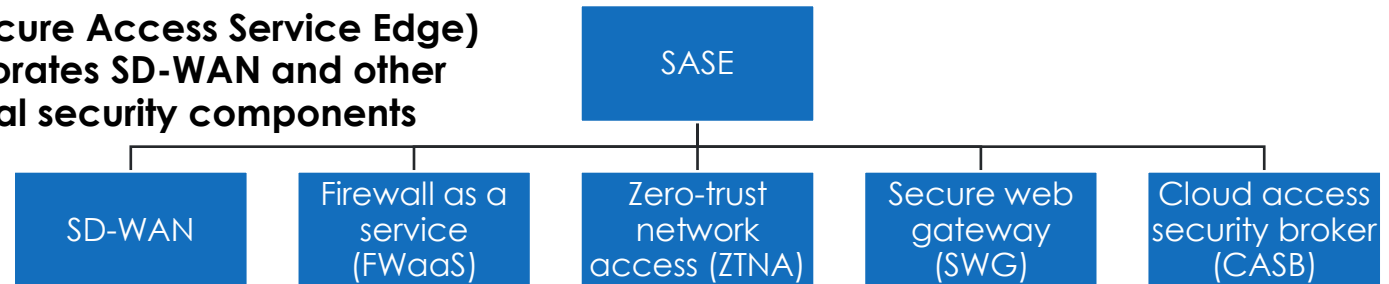 cure Access Service Edge)
orates SD-WAN and other
al security components
SASE
SD-WAN
Firewall as a
service
(FWaaS)
Zero-trust
network
access (ZTNA)
Secure web
gateway
(SWG)
Cloud access
security broker
(CASB)